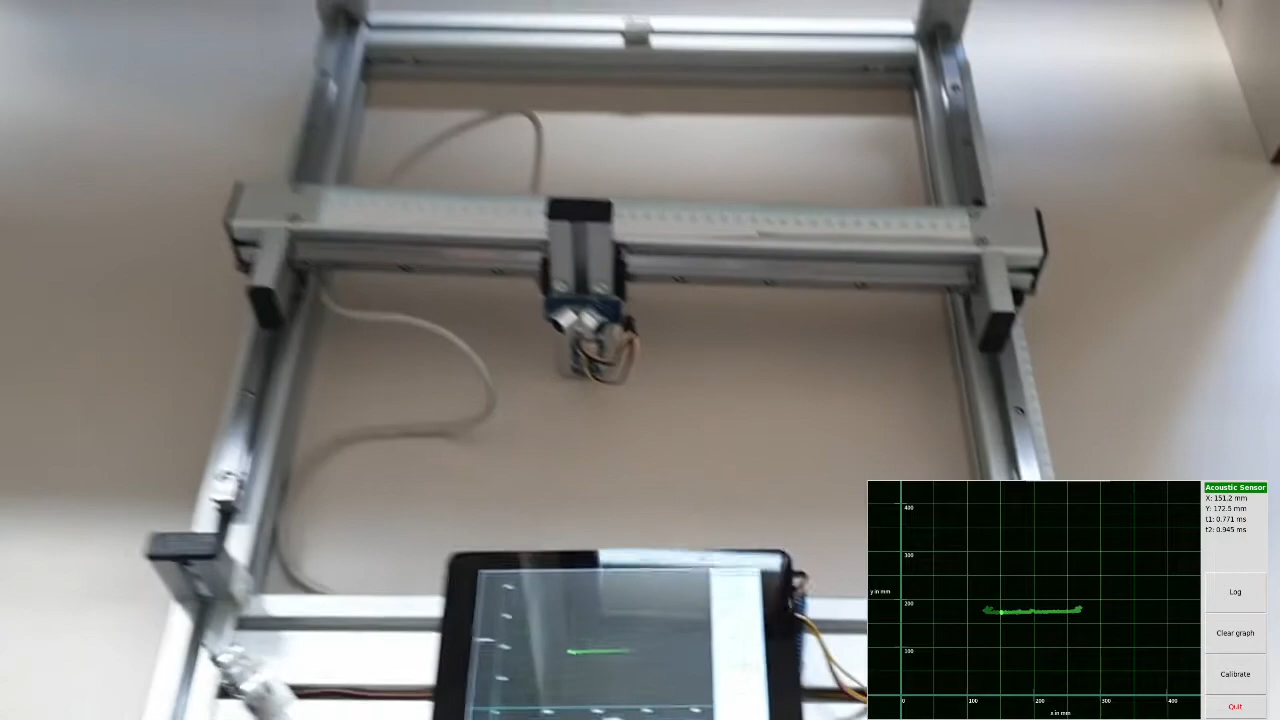 Acoustic Sensor
X: 151.2 mm
Y: 172.5 mm
t1: 0.771 ms
t2: 0.945 ms
400
300
y in mm
200
100
0 100 200 300 400
x in mm
Log
Clear graph
Calibrate
Quit